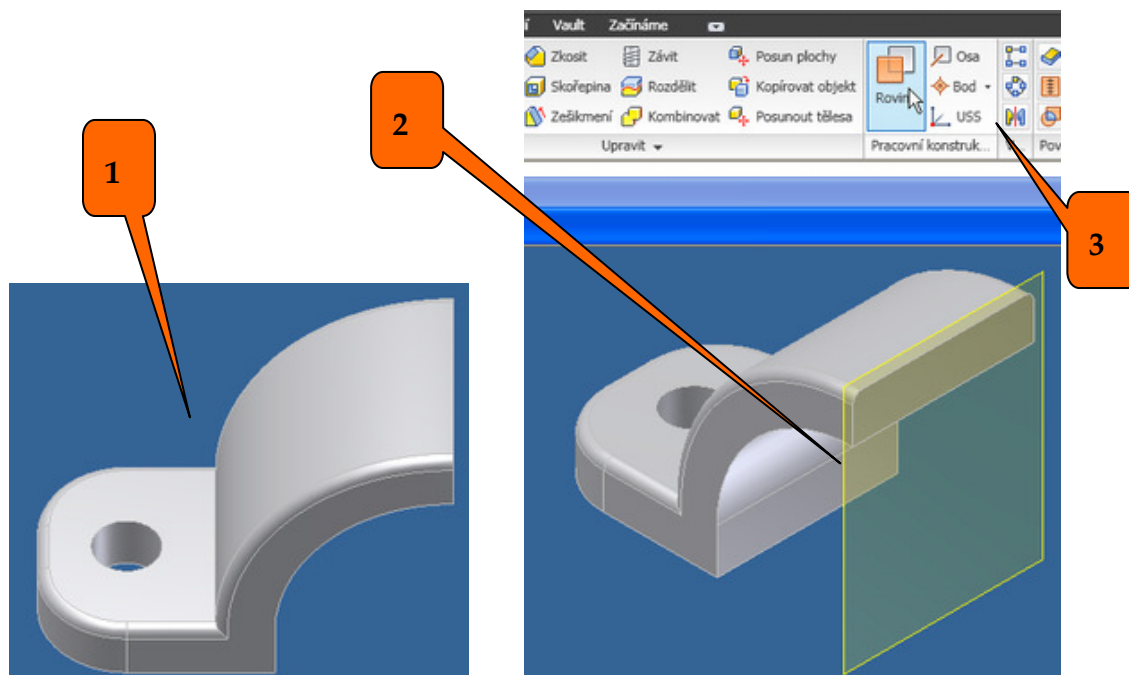 í Vault Začínáme
Zkosit Závit Posun plochy Osa
Skořepina Rozdělit Kopírovat objekt Bod
Zešikmení Kombinovat Posunout tělesa USS
Upravit Pracovní konstruk... Pov
1
2
3